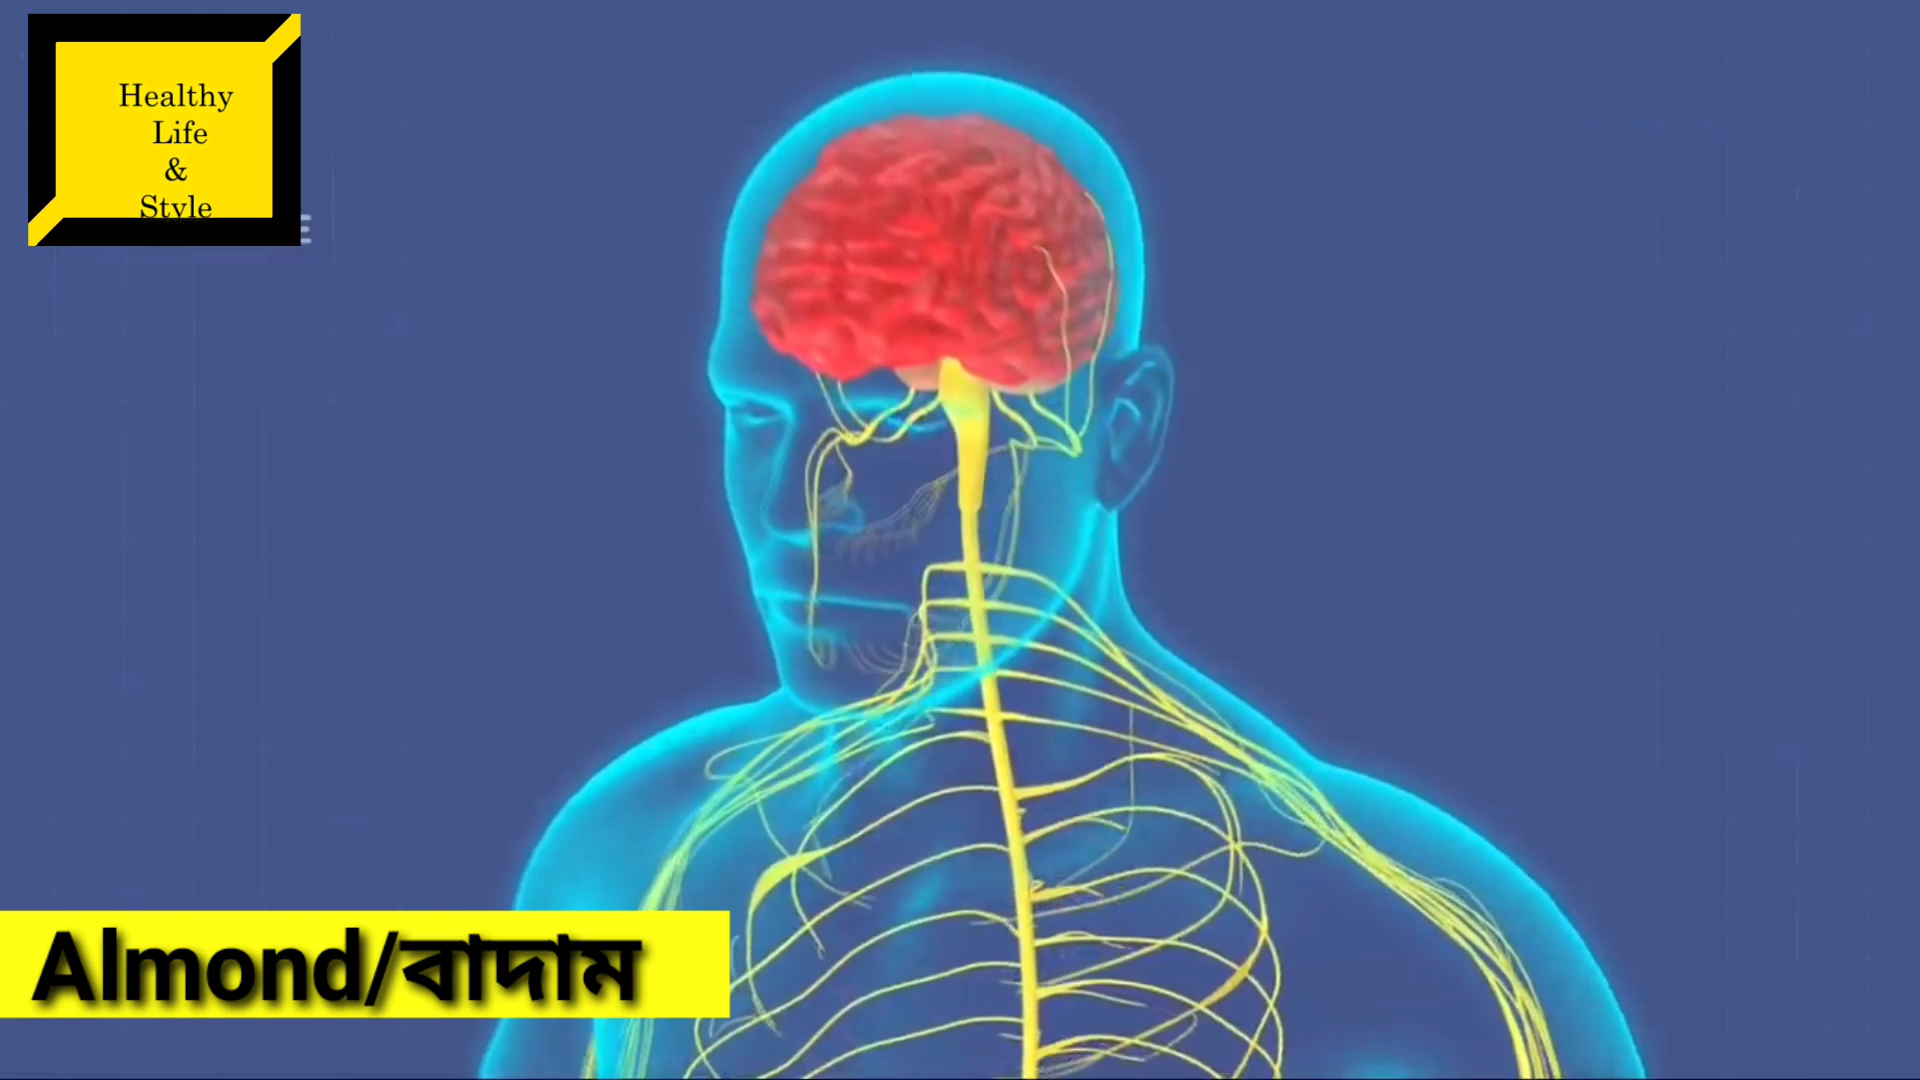 Healthy
Life
&
Style
Almond/বাদাম